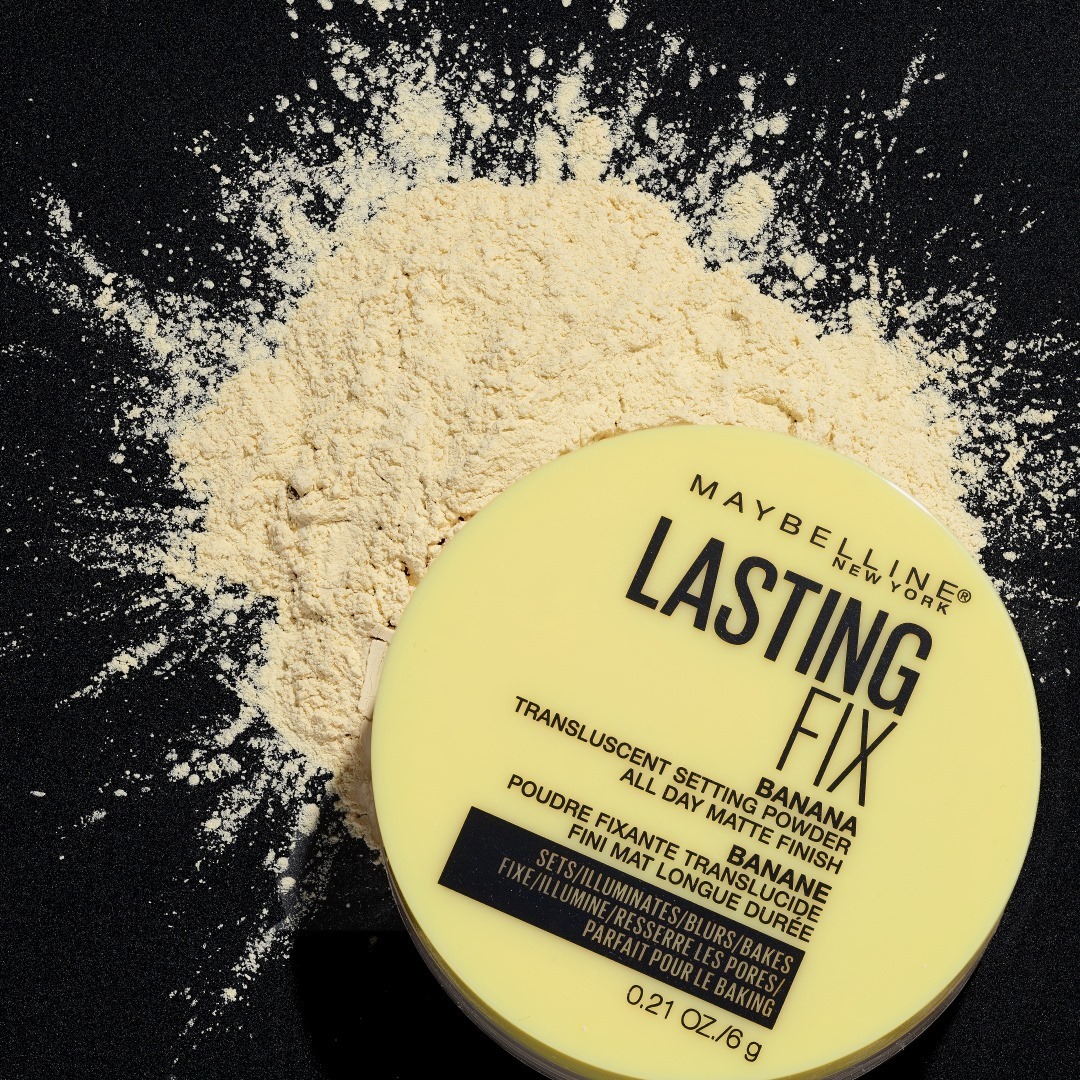 MAYBELLINE®
NEW YORK
LASTING
FIX
BANANA
TRANSLUSCENT SETTING POWDER
ALL DAY MATTE FINISH
BANANE
POUDRE FIXANTE TRANSLUCIDE
FINI MAT LONGUE DURÉE
SETS/ILLUMINATES/BLURS/BAKES
FIXE/ILLUMINE/RESSERRE LES PORES/
PARFAIT POUR LE BAKING
0.21 OZ./6 g